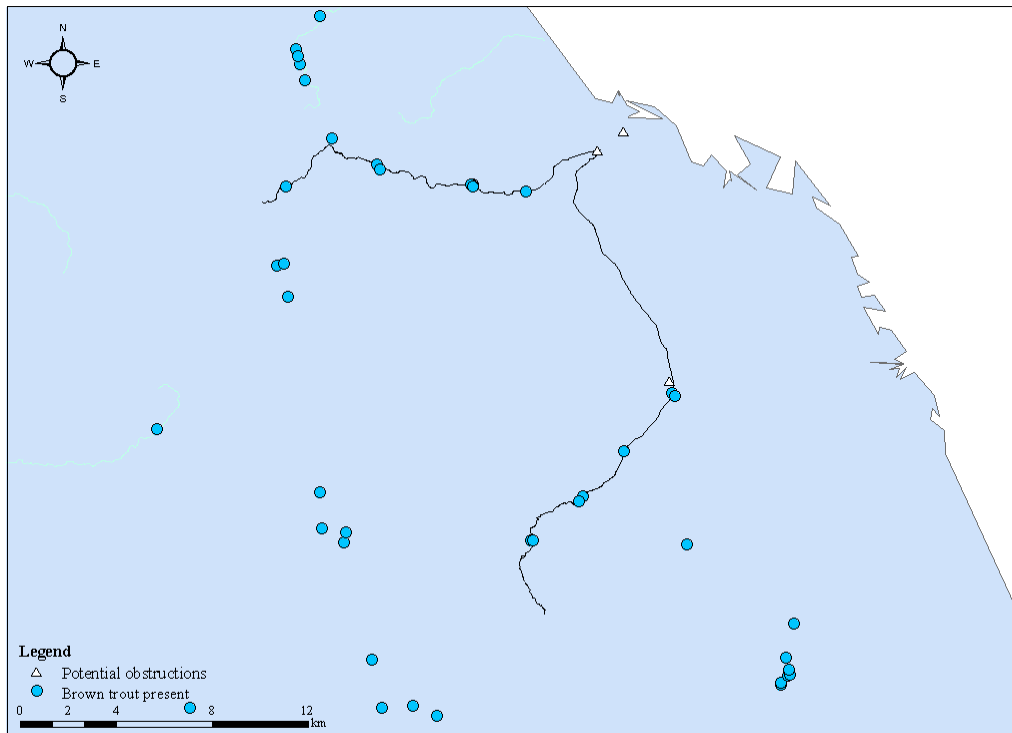 N
W E
S
Legend
Potential obstructions
Brown trout present
0 2 4 8 12
km